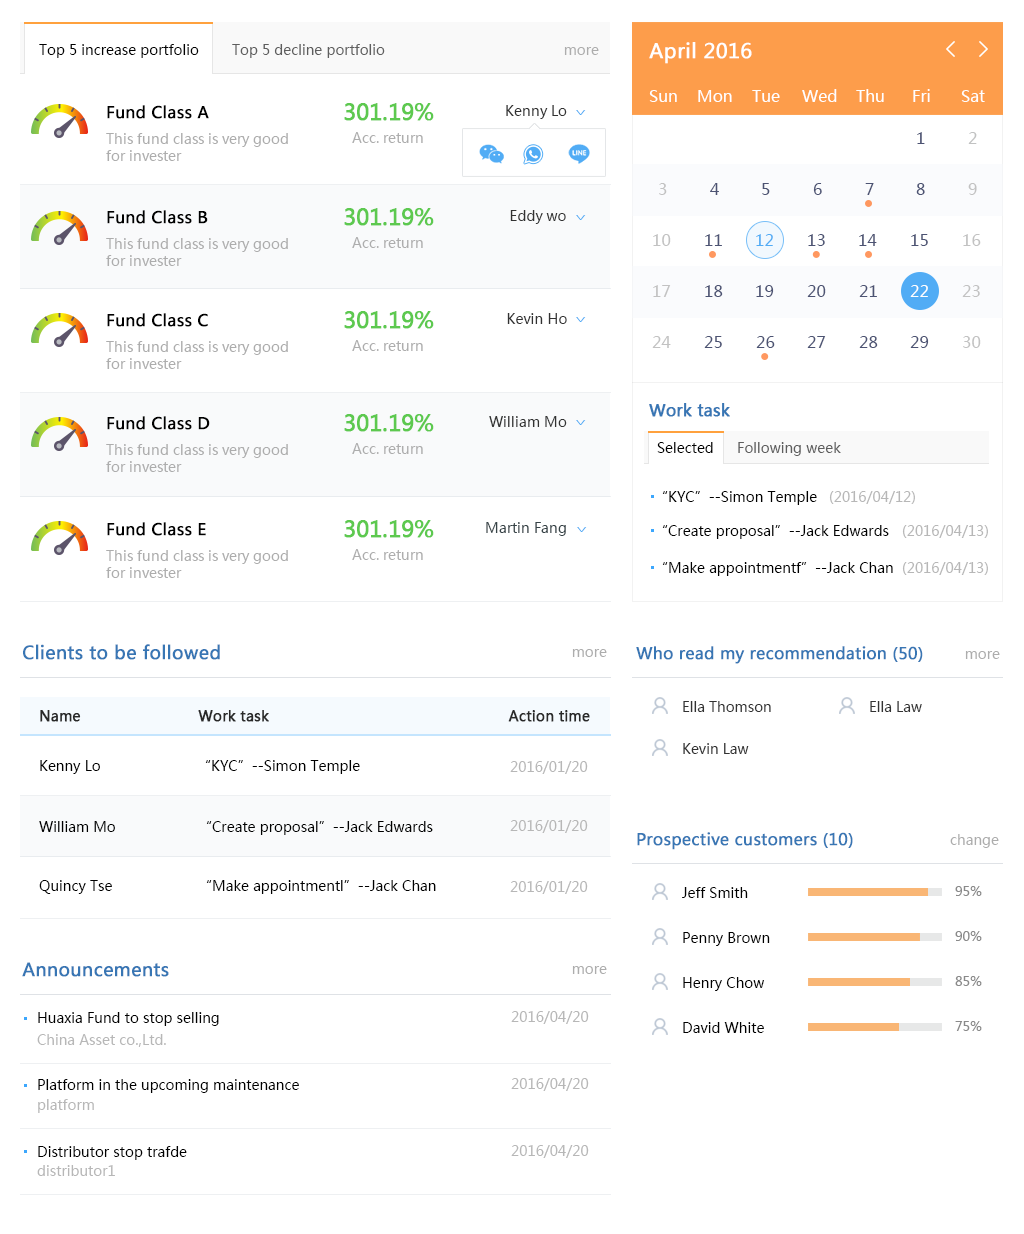 Top 5 increase portfolio
Top 5 decline portfolio
more
Fund Class A
This fund class is very good
for invester
301.19%
Acc. return
Kenny Lo
LINE
Fund Class B
This fund class is very good
for invester
301.19%
Acc. return
Eddy wo
Fund Class C
This fund class is very good
for invester
301.19%
Acc. return
Kevin Ho
Fund Class D
This fund class is very good
for invester
301.19%
Acc. return
William Mo
Fund Class E
This fund class is very good
for invester
301.19%
Acc. return
Martin Fang
April 2016
Sun Mon Tue Wed Thu Fri Sat
1 2
3 4 5 6 7 8 9
10 11 12 13 14 15 16
17 18 19 20 21 22 23
24 25 26 27 28 29 30
Work task
Selected
Following week
“KYC” --Simon Temple (2016/04/12)
“Create proposal” --Jack Edwards (2016/04/13)
“Make appointmentf” --Jack Chan (2016/04/13)
Clients to be followed
more
Name Work task Action time
Kenny Lo “KYC” --Simon Temple 2016/01/20
William Mo “Create proposal” --Jack Edwards 2016/01/20
Quincy Tse “Make appointmentl” --Jack Chan 2016/01/20
Who read my recommendation (50)
more
Ella Thomson
Ella Law
Kevin Law
Prospective customers (10)
change
Jeff Smith 95%
Penny Brown 90%
Henry Chow 85%
David White 75%
Announcements
more
Huaxia Fund to stop selling 2016/04/20
China Asset co.,Ltd.
Platform in the upcoming maintenance 2016/04/20
platform
Distributor stop trafde 2016/04/20
distributor1